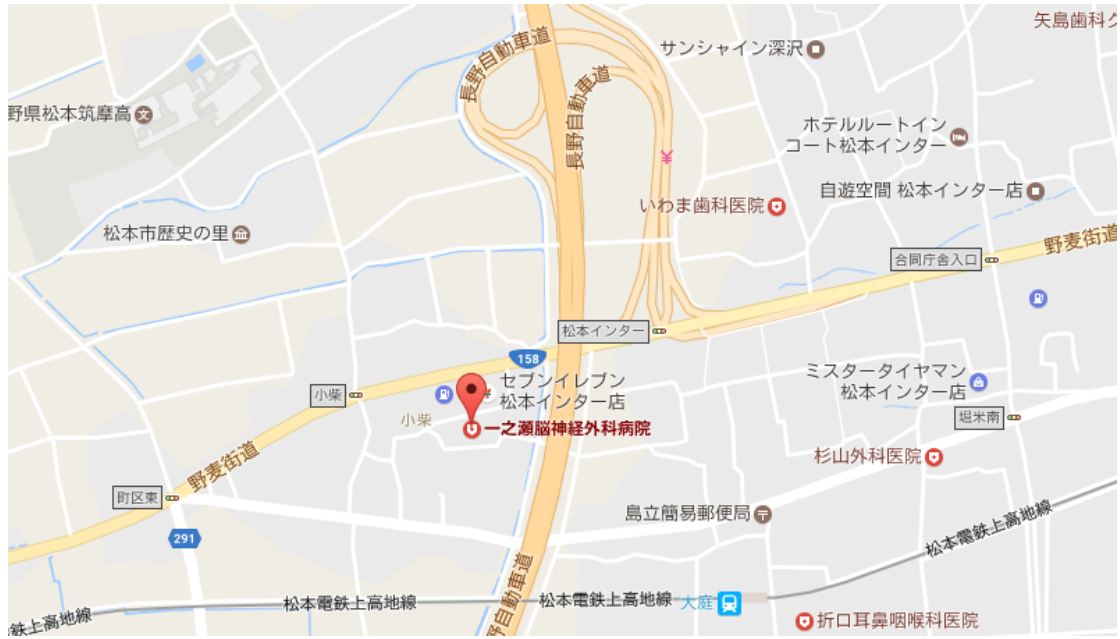 矢島歯科ク
サンシャイン深沢
長野自動車道
長野自動車道
野県松本筑摩高
文
ホテルルートイン
コート松本インター
¥
自遊空間 松本インター店
いわま歯科医院
松本市歴史の里
野麦街道
合同庁舎入口
松本インター
158
ミスタータイヤマン
松本インター店
セブンイレブン
松本インター店
小柴
小柴
堀米南
一之瀬脳神経外科病院
杉山外科医院
野麦街道
町区東
島立簡易郵便局
〒
291
松本電鉄上高地線
野自動車道
松本電鉄上高地線
松本電鉄上高地線
大庭
鉄上高地線
折口耳鼻咽喉科医院